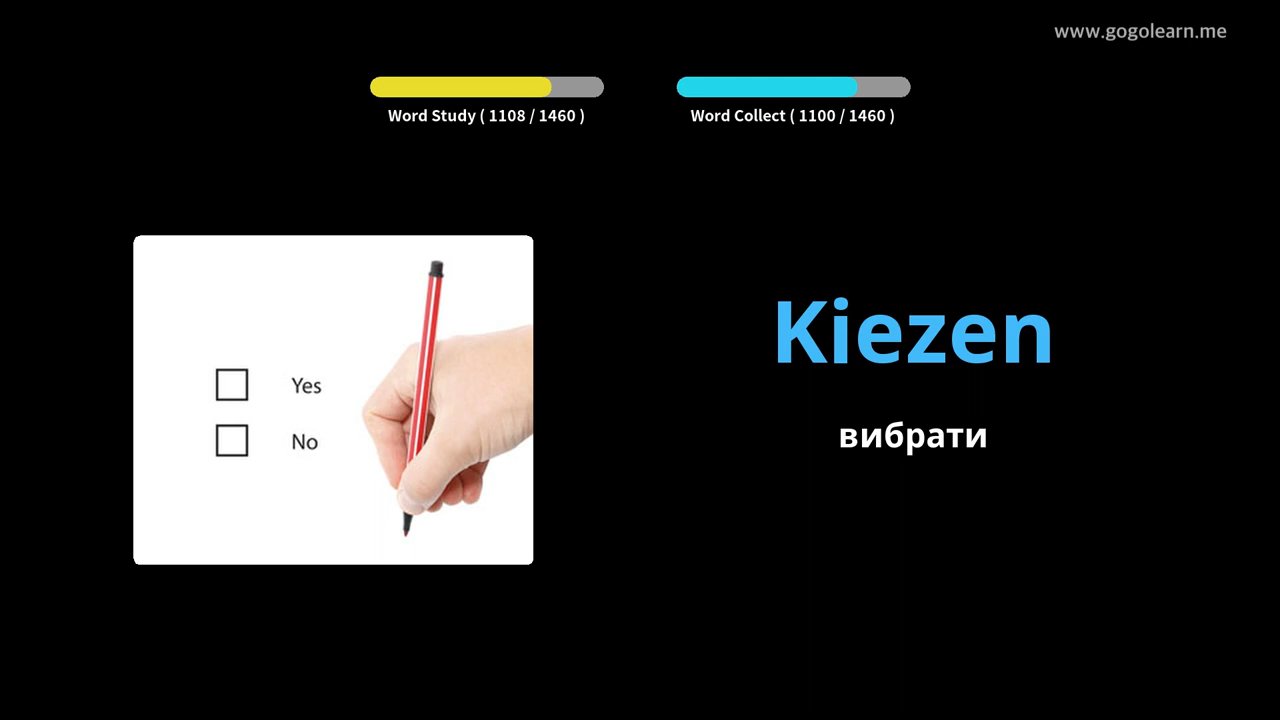 www.gogolearn.me
Word Study ( 1108 / 1460 )
Word Collect ( 1100 / 1460 )
Yes
No
Kiezen
вибрати